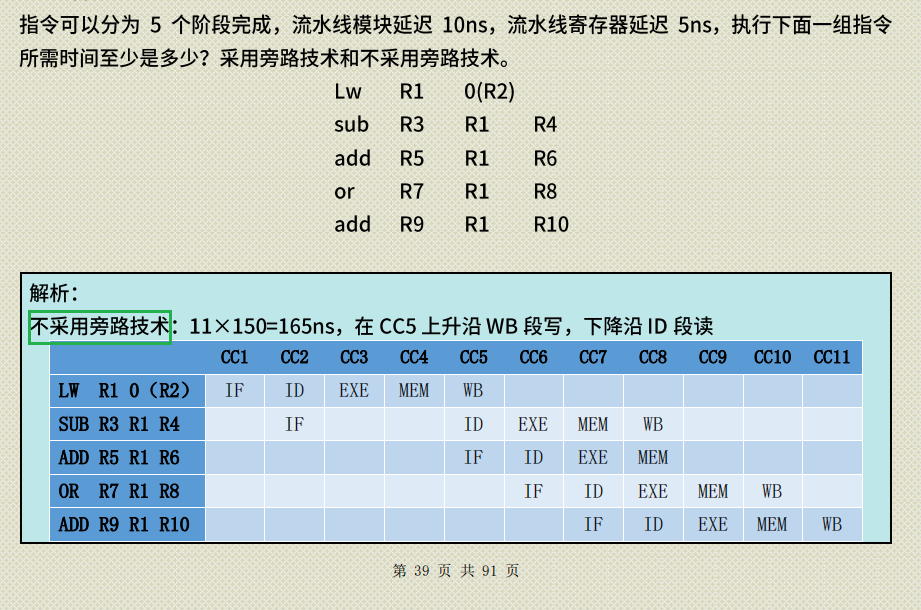 指令可以分为 5 个阶段完成，流水线模块延迟 10ns，流水线寄存器延迟 5ns，执行下面一组指令
所需时间至少是多少？采用旁路技术和不采用旁路技术。
Lw R1 0(R2)
sub R3 R1 R4
add R5 R1 R6
or R7 R1 R8
add R9 R1 R10
解析：
不采用旁路技术：11×150=165ns，在 CC5 上升沿 WB 段写，下降沿 ID 段读
CC1 CC2 CC3 CC4 CC5 CC6 CC7 CC8 CC9 CC10 CC11
LW R1 0（R2） IF ID EXE MEM WB
SUB R3 R1 R4 IF ID EXE MEM WB
ADD R5 R1 R6 IF ID EXE MEM
OR R7 R1 R8 IF ID EXE MEM WB
ADD R9 R1 R10 IF ID EXE MEM WB
第 39 页 共 91 页